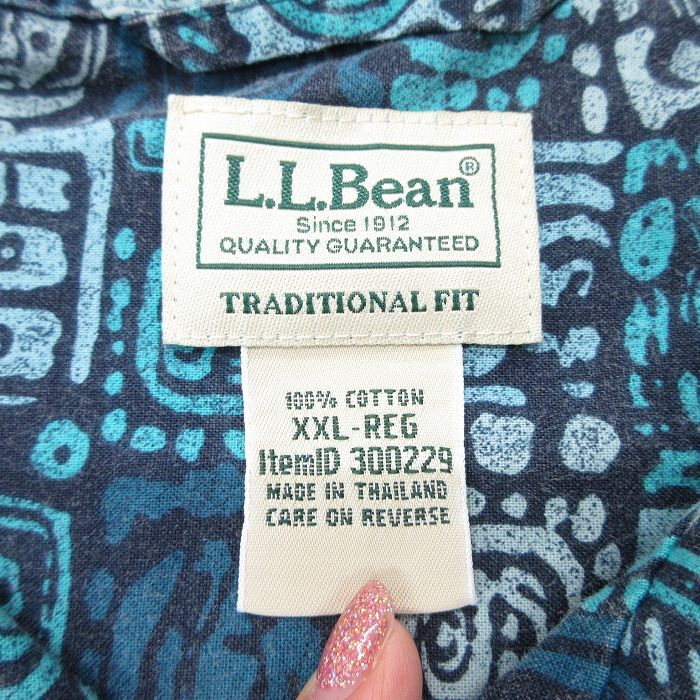 L.L.Bean®
Since 1912
QUALITY GUARANTEED
TRADITIONAL FIT
100% COTTON
XXL-REG
ItemID 300229
MADE IN THAILAND
CARE ON REVERSE